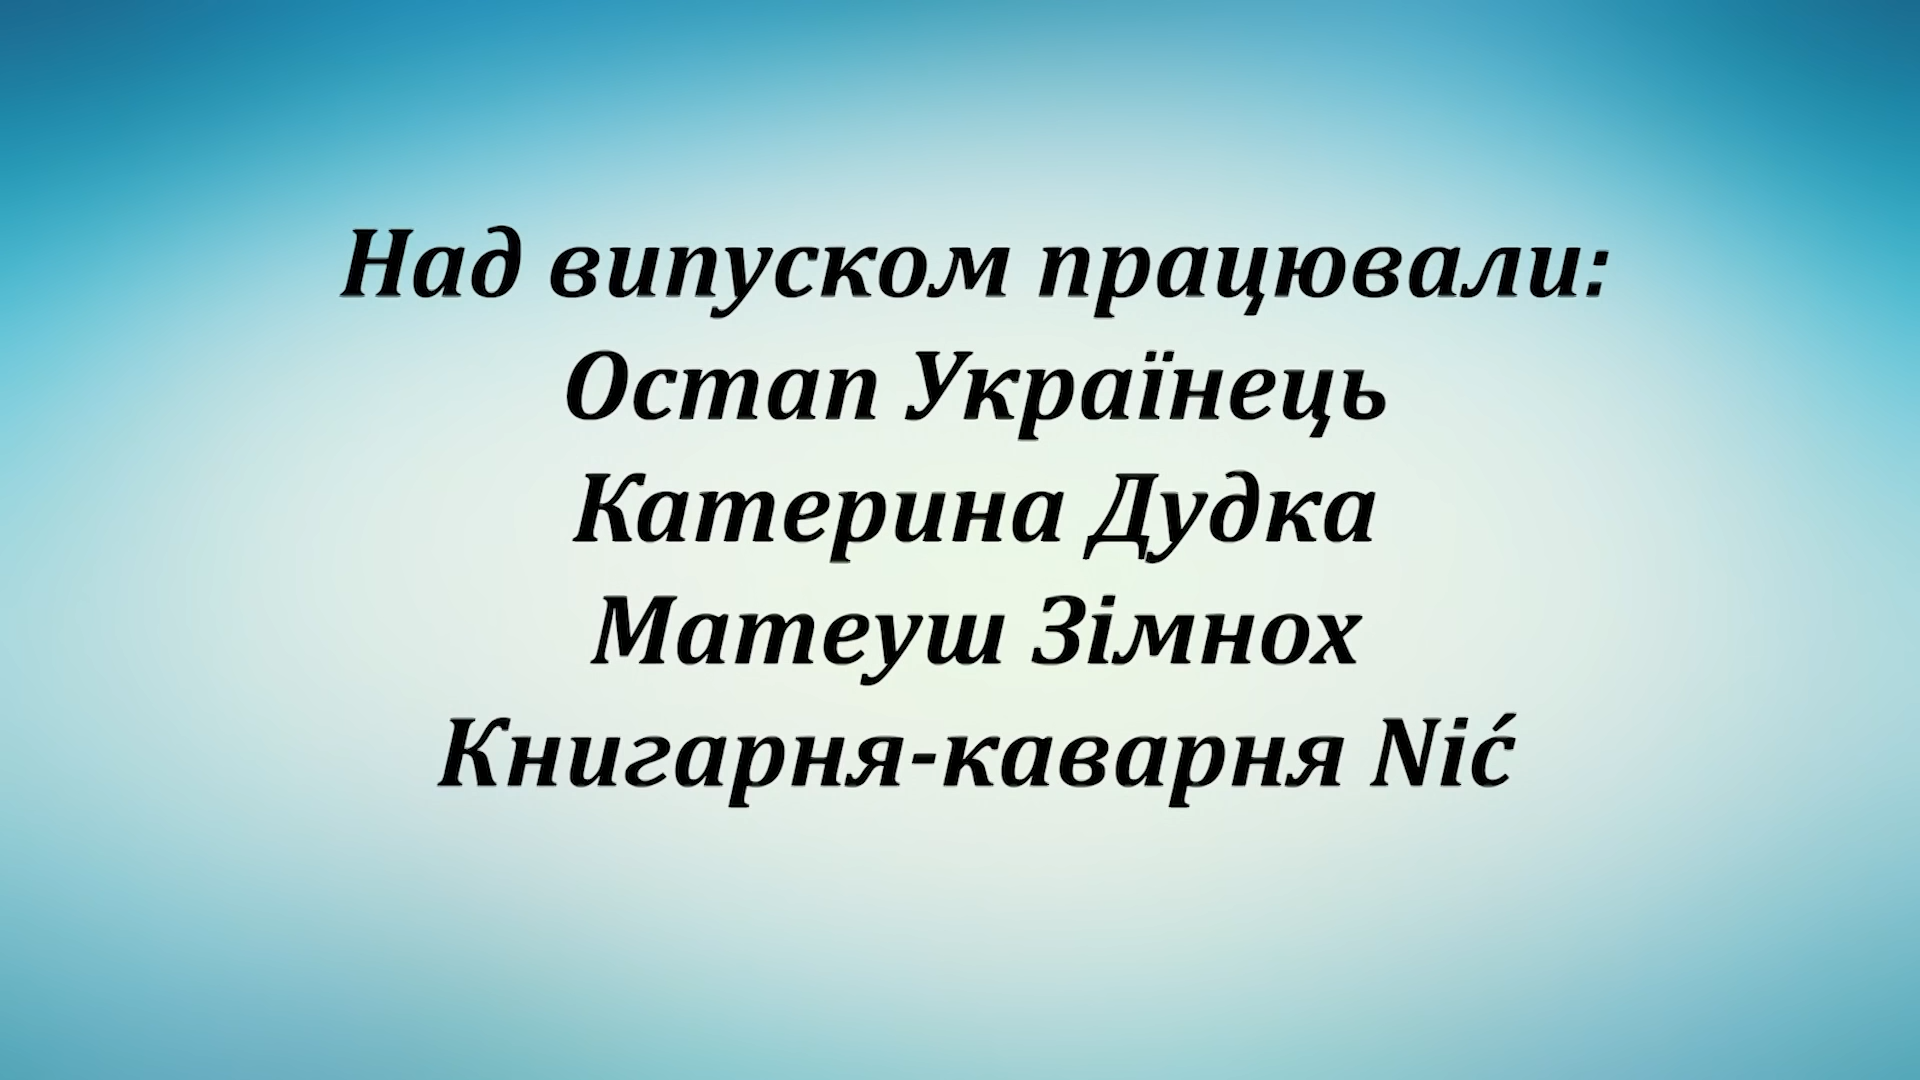 Над випуском працювали:
Остап Українець
Катерина Дудка
Матеуш Зімнох
Книгарня-каварня Nić